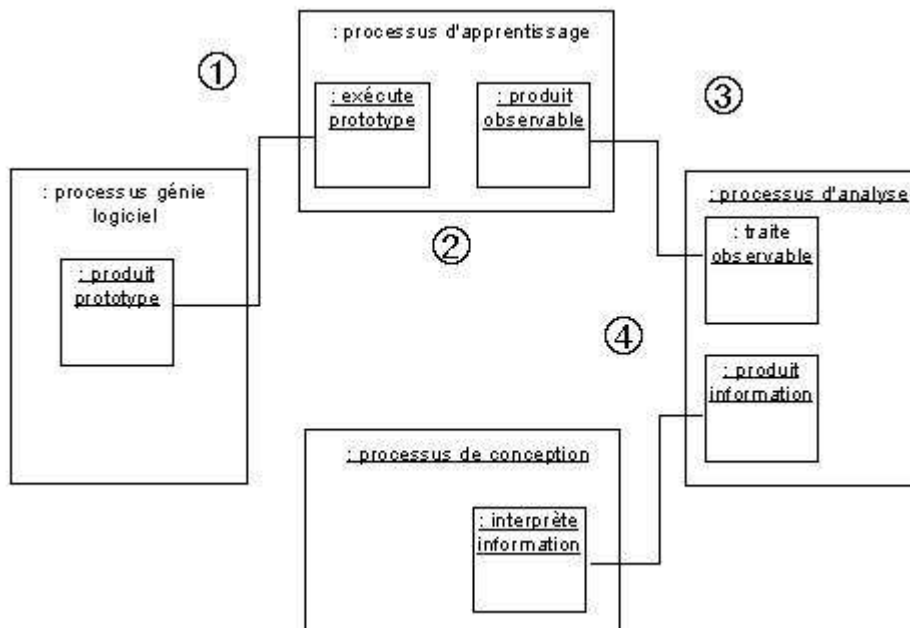 : processus d'apprentissage
①
: exécute
prototype
: produit
observable
③
: processus génie
logiciel
: produit
prototype
②
: processus d'analyse
: traite
observable
④
: produit
information
: processus de conception
: interprète
information